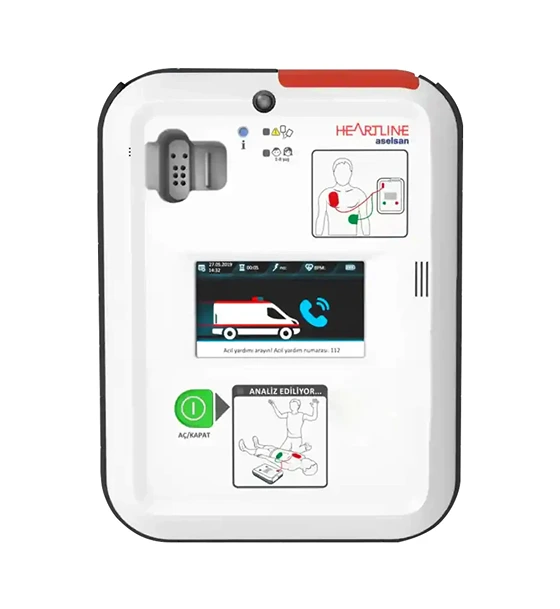 HEARTLINE
aselsan
1-8 yaş
27.05.2019
14:32
00:05
BPM:
Acil yardımı arayın! Acil yardım numarası: 112
ANALİZ EDİLİYOR...
AÇ/KAPAT